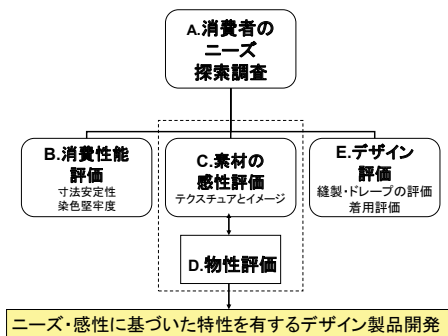 A.消費者の
ニーズ
探索調査
B.消費性能
評価
寸法安定性
染色堅牢度
C.素材の
感性評価
テクスチュアとイメージ
E.デザイン
評価
縫製・ドレープの評価
着用評価
D.物性評価
ニーズ・感性に基づいた特性を有するデザイン製品開発